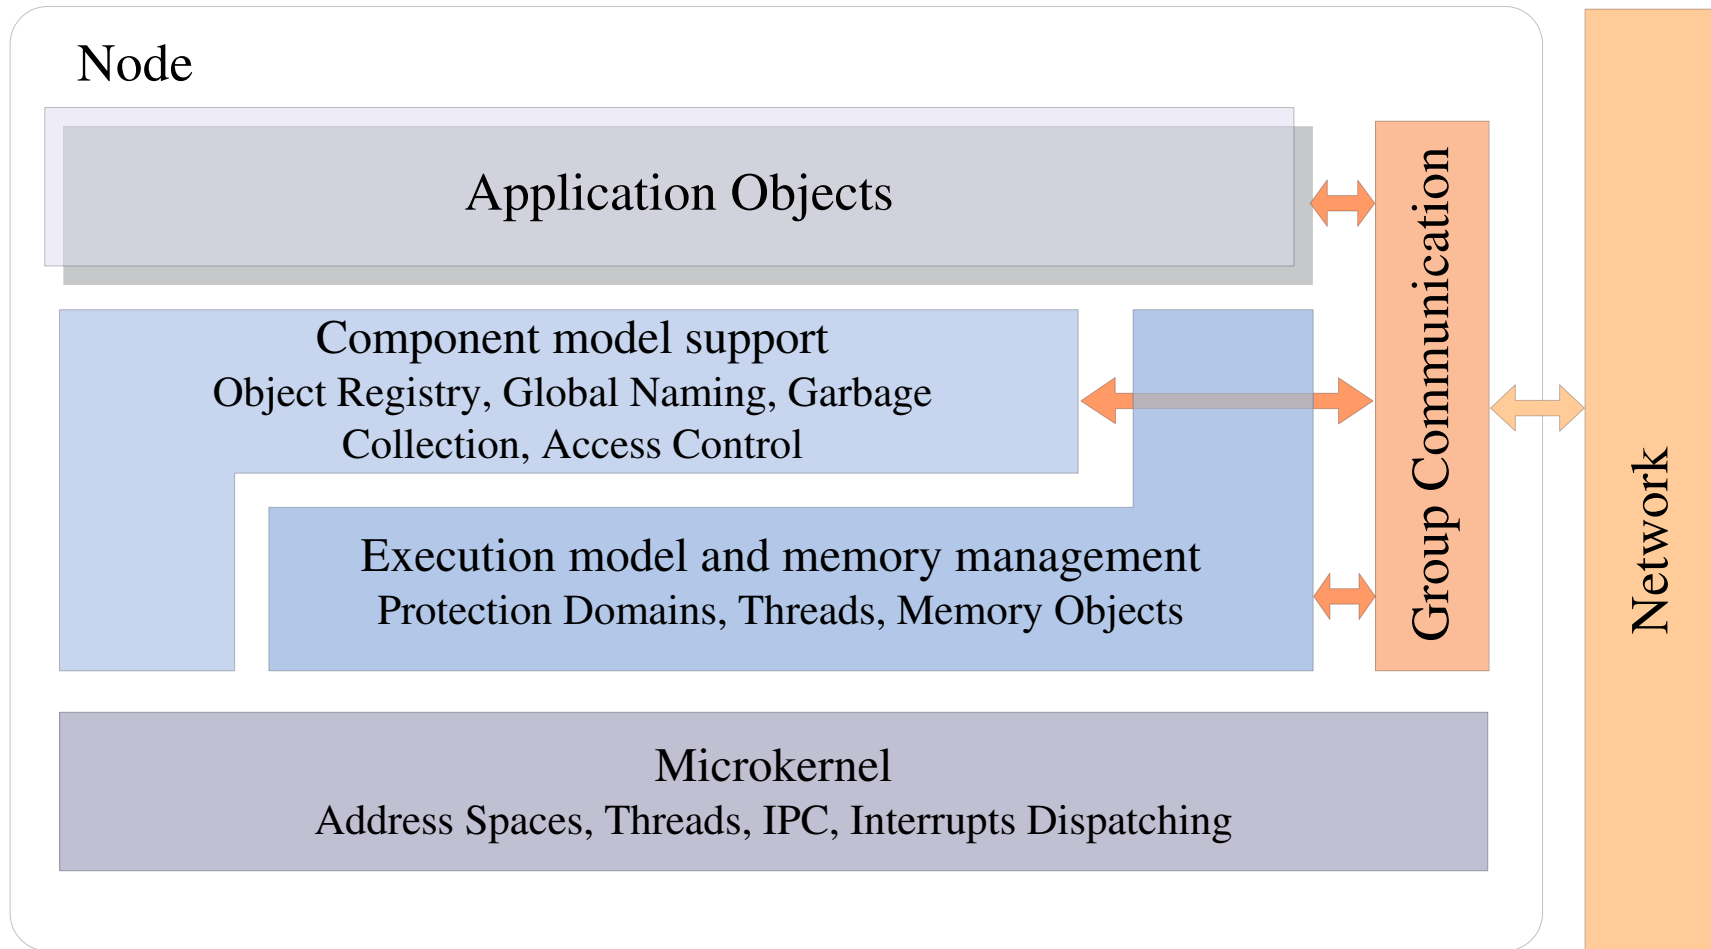 Node
Application Objects
Component model support
Object Registry, Global Naming, Garbage
Collection, Access Control
Execution model and memory management
Protection Domains, Threads, Memory Objects
Microkernel
Address Spaces, Threads, IPC, Interrupts Dispatching
Group Communication
Network